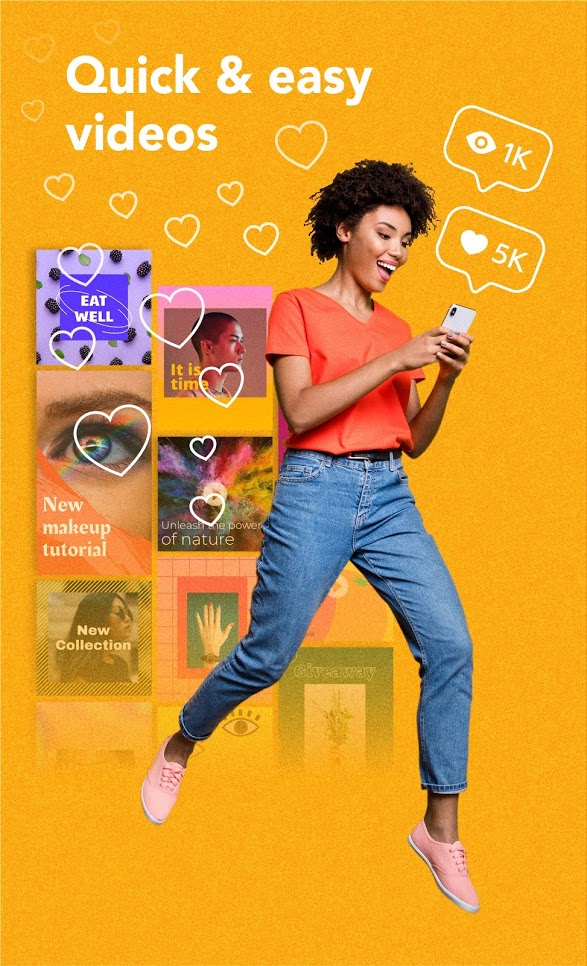 Quick & easy
videos
1K
5K
EAT
WELL
It is
time
New
makeup
tutorial
Unleash the power
of nature
New
Collection
Giveaway